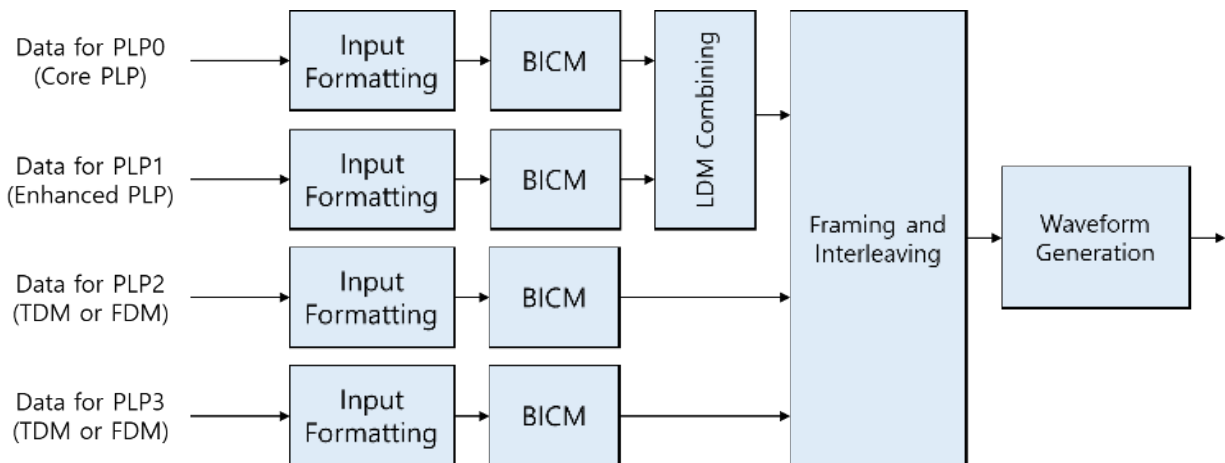 Data for PLP0
(Core PLP)
Input
Formatting
BICM
LDM Combining
Data for PLP1
(Enhanced PLP)
Input
Formatting
BICM
Framing and
Interleaving
Waveform
Generation
Data for PLP2
(TDM or FDM)
Input
Formatting
BICM
Data for PLP3
(TDM or FDM)
Input
Formatting
BICM